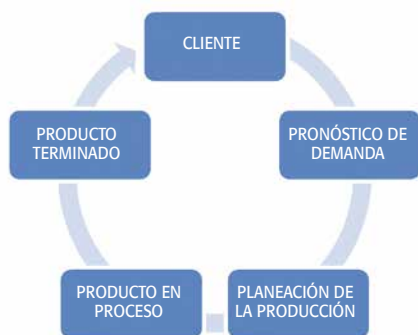 CLIENTE
PRONÓSTICO DE
DEMANDA
PLANEACIÓN DE
LA PRODUCCIÓN
PRODUCTO EN
PROCESO
PRODUCTO
TERMINADO